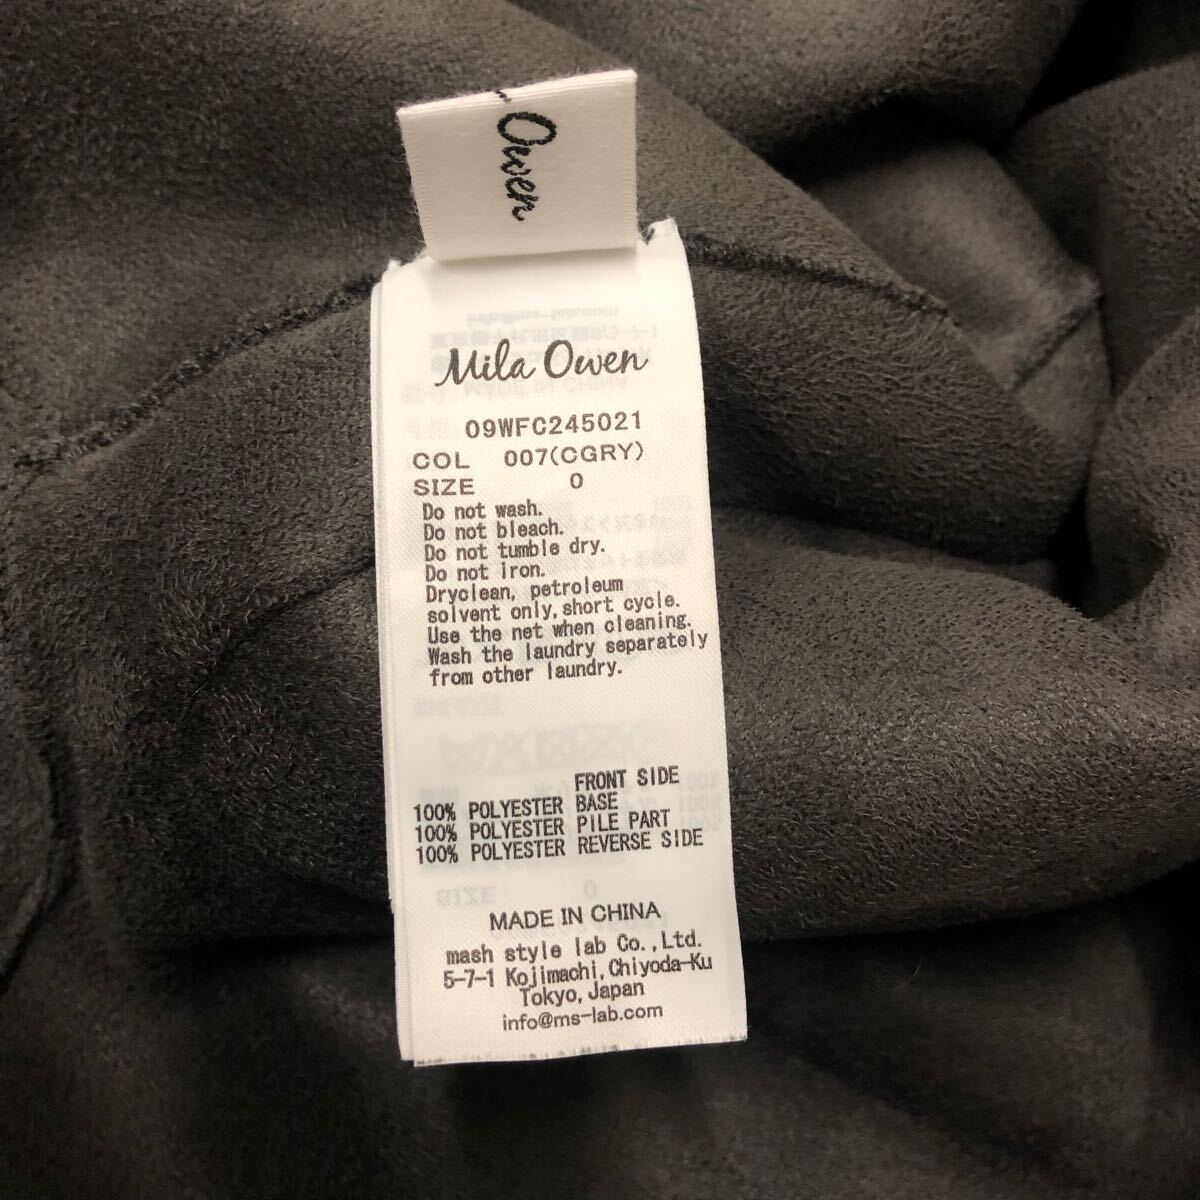 Owen
Mila Owen
09WFC245021
COL 007(CGRY)
SIZE 0
Do not wash.
Do not bleach.
Do not tumble dry.
Do not iron.
Dryclean, petroleum
solvent only,short cycle.
Use the net when cleaning.
Wash the laundry separately
from other laundry.
FRONT SIDE
100% POLYESTER BASE
100% POLYESTER PILE PART
100% POLYESTER REVERSE SIDE
MADE IN CHINA
mash style lab Co.,Ltd.
5-7-1 Kojimachi,Chiyoda-Ku
Tokyo,Japan
info@ms-lab.com